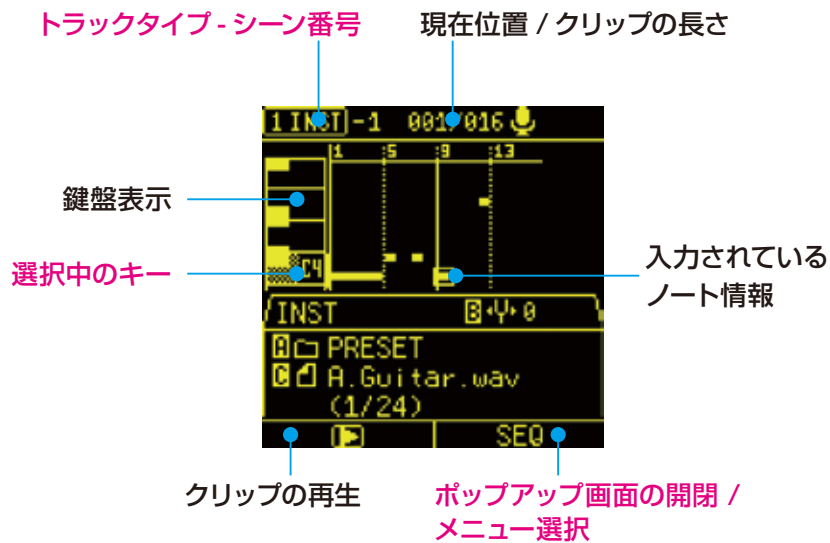 トラックタイプ - シーン番号
現在位置 / クリップの長さ
1 INST -1 001/016
1 5 9 13
鍵盤表示
選択中のキー
C4
入力されている
ノート情報
INST B Y 0
A PRESET
C A.Guitar.wav
(1/24)
SEQ
クリップの再生
ポップアップ画面の開閉 /
メニュー選択